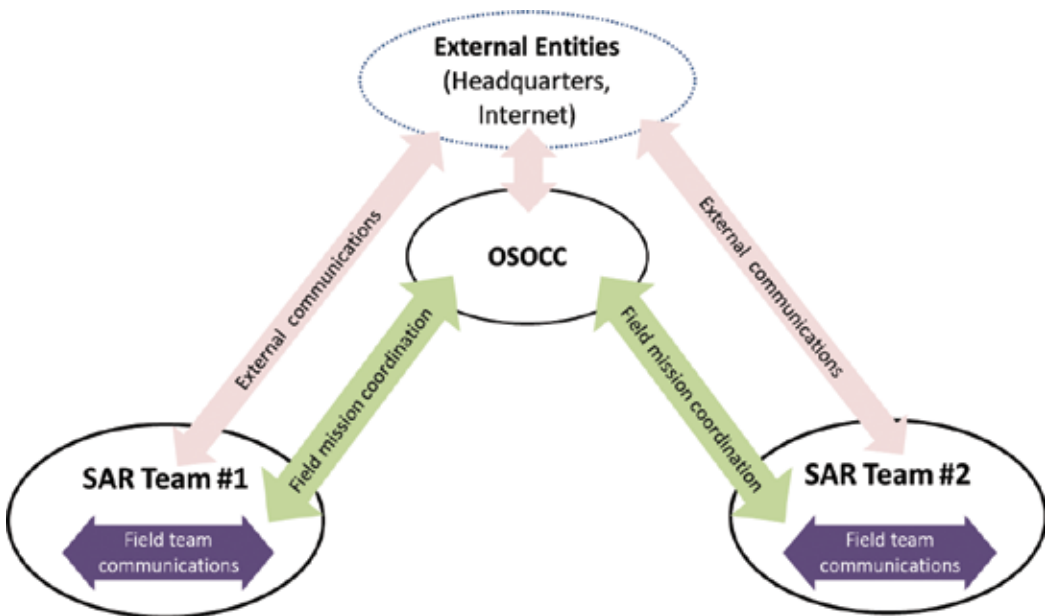 External Entities
(Headquarters,
Internet)
OSOCC
External communications
External communications
Field mission coordination
Field mission coordination
SAR Team #1
SAR Team #2
Field team
communications
Field team
communications